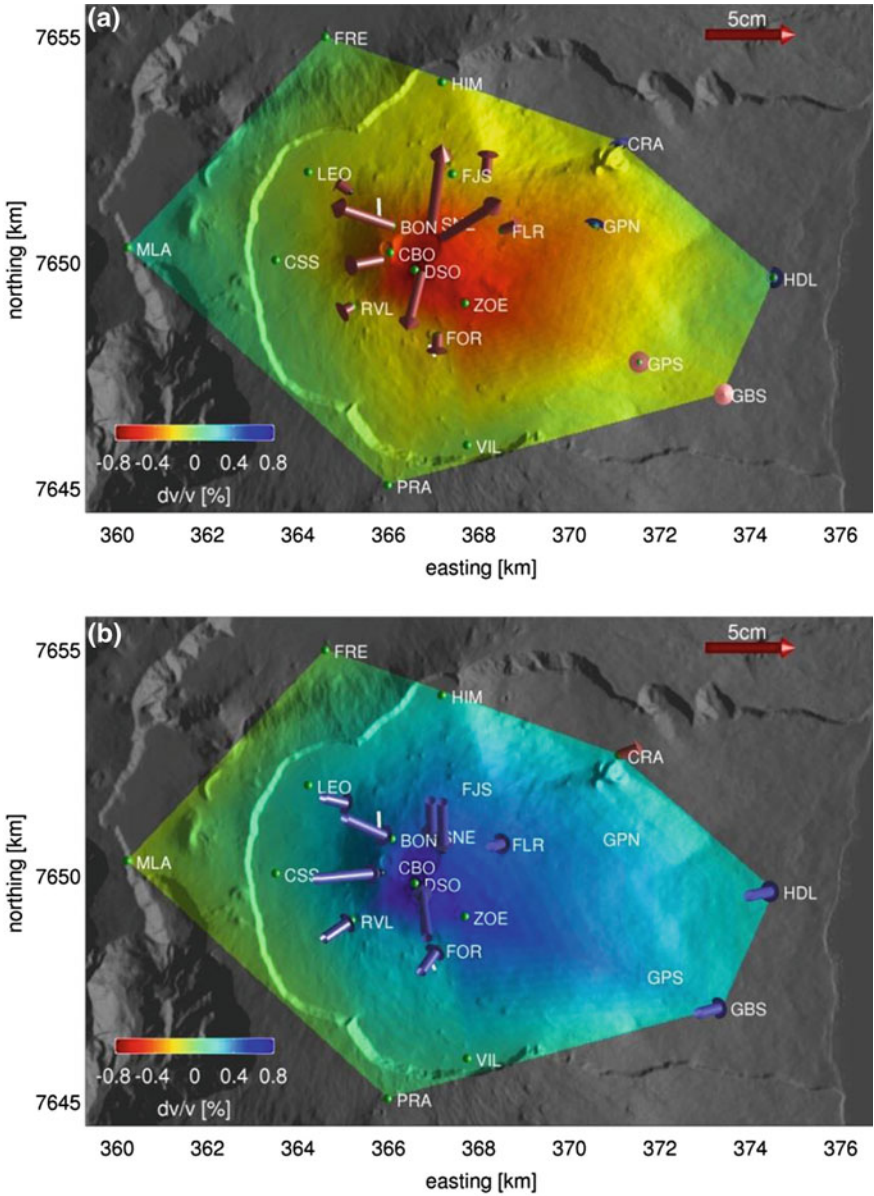 (a)
5cm
7655
FRE
HIM
CRA
LEO
FJS
BON
SNE
FLR
GPN
northing [km]
7650
MLA
CSS
CBO
DSO
HDL
RVL
ZOE
FOR
GPS
GBS
-0.8 -0.4 0 0.4 0.8
dv/v [%]
VIL
7645
PRA
360 362 364 366 368 370 372 374 376
easting [km]
(b)
5cm
7655
FRE
HIM
CRA
LEO
FJS
BON
SNE
FLR
GPN
northing [km]
7650
MLA
CSS
CBO
DSO
HDL
RVL
ZOE
FOR
GPS
GBS
-0.8 -0.4 0 0.4 0.8
dv/v [%]
VIL
7645
PRA
360 362 364 366 368 370 372 374 376
easting [km]